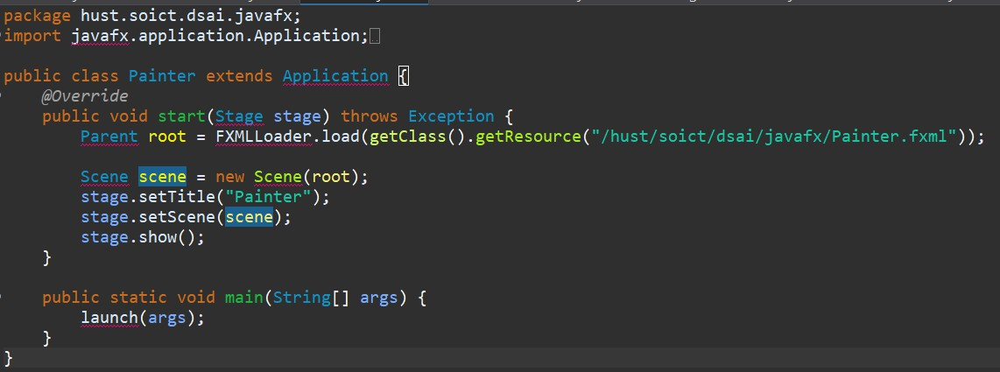 package hust.soict.dsai.javafx;
import javafx.application.Application;
public class Painter extends Application {
@Override
public void start(Stage stage) throws Exception {
Parent root = FXMLLoader.load(getClass().getResource("/hust/soict/dsai/javafx/Painter.fxml"));
Scene scene = new Scene(root);
stage.setTitle("Painter");
stage.setScene(scene);
stage.show();
}
public static void main(String[] args) {
launch(args);
}
}